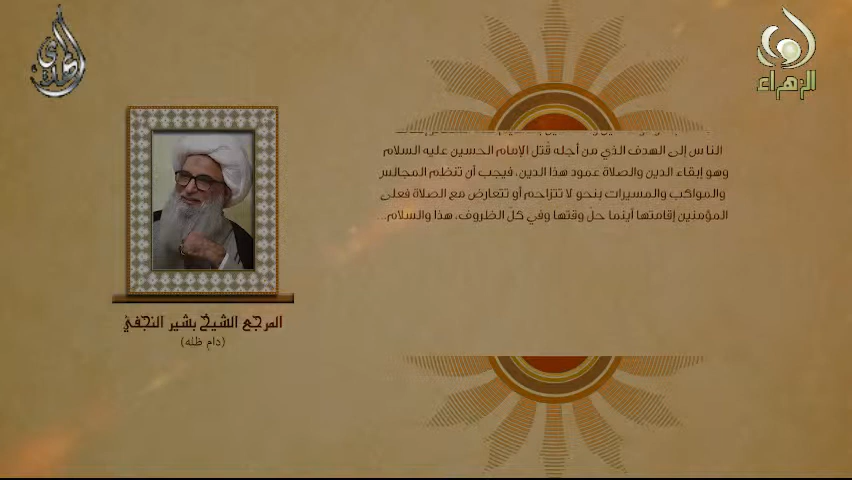 الزهراء
الناس إلى الهدف الذي من أجله قُتل الإمام الحسين عليه السلام
وهو إبقاء الدين والصلاة عمود هذا الدين، فيجب أن تنظم المجالس
والمواكب والمسيرات بنحو لا تتزاحم أو تتعارض مع الصلاة فعلى
المؤمنين إقامتها أينما حلّ وقتها وفي كلّ الظروف، هذا والسلام...
المرجع الشيخ بشير النجفي
(دام ظله)